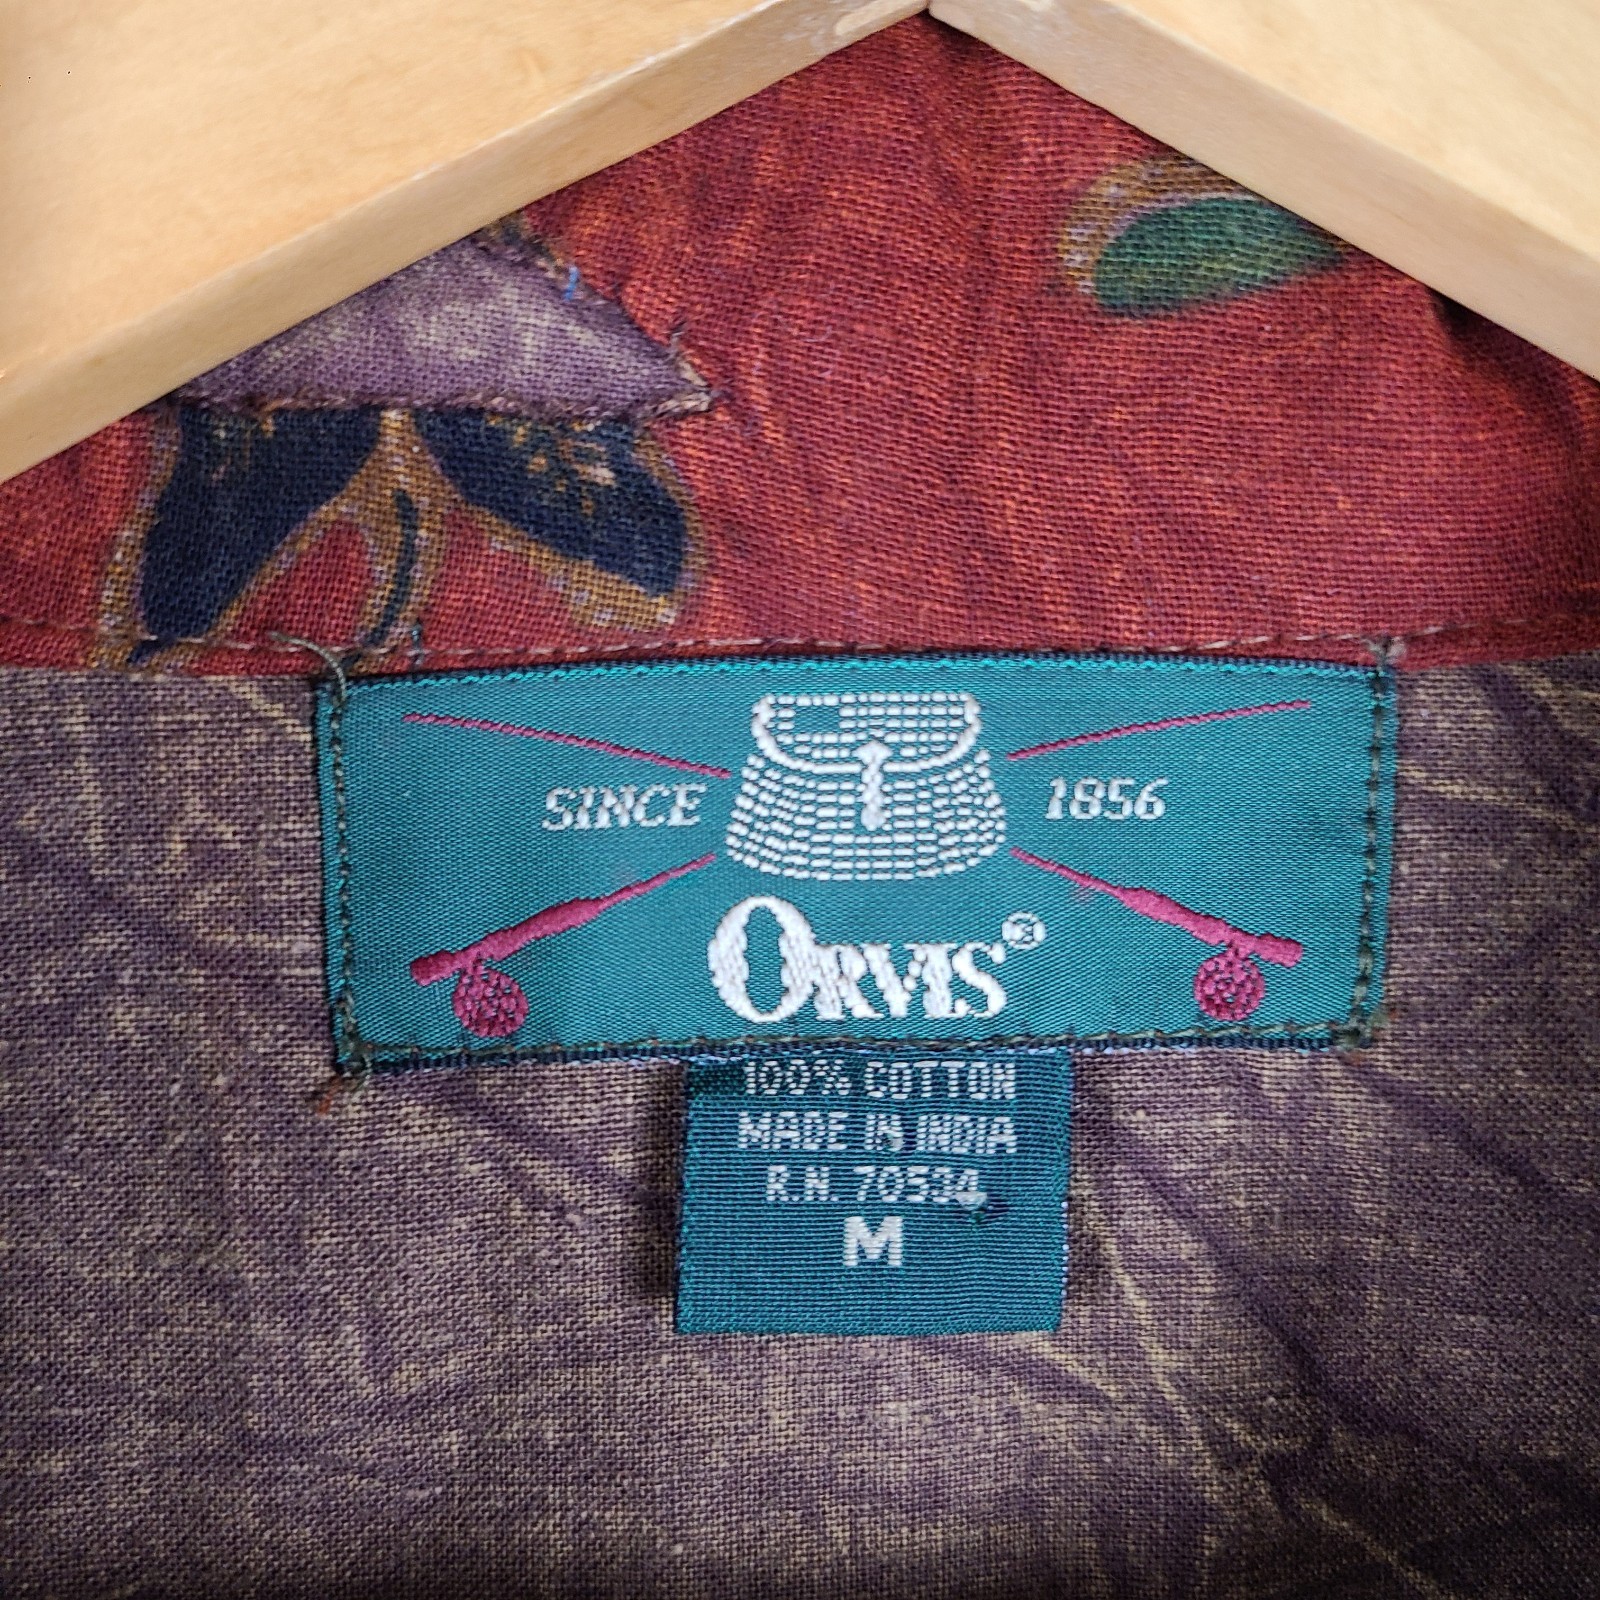 SINCE 1856
ORVIS®
100% COTTON
MADE IN INDIA
R.N. 70534
M